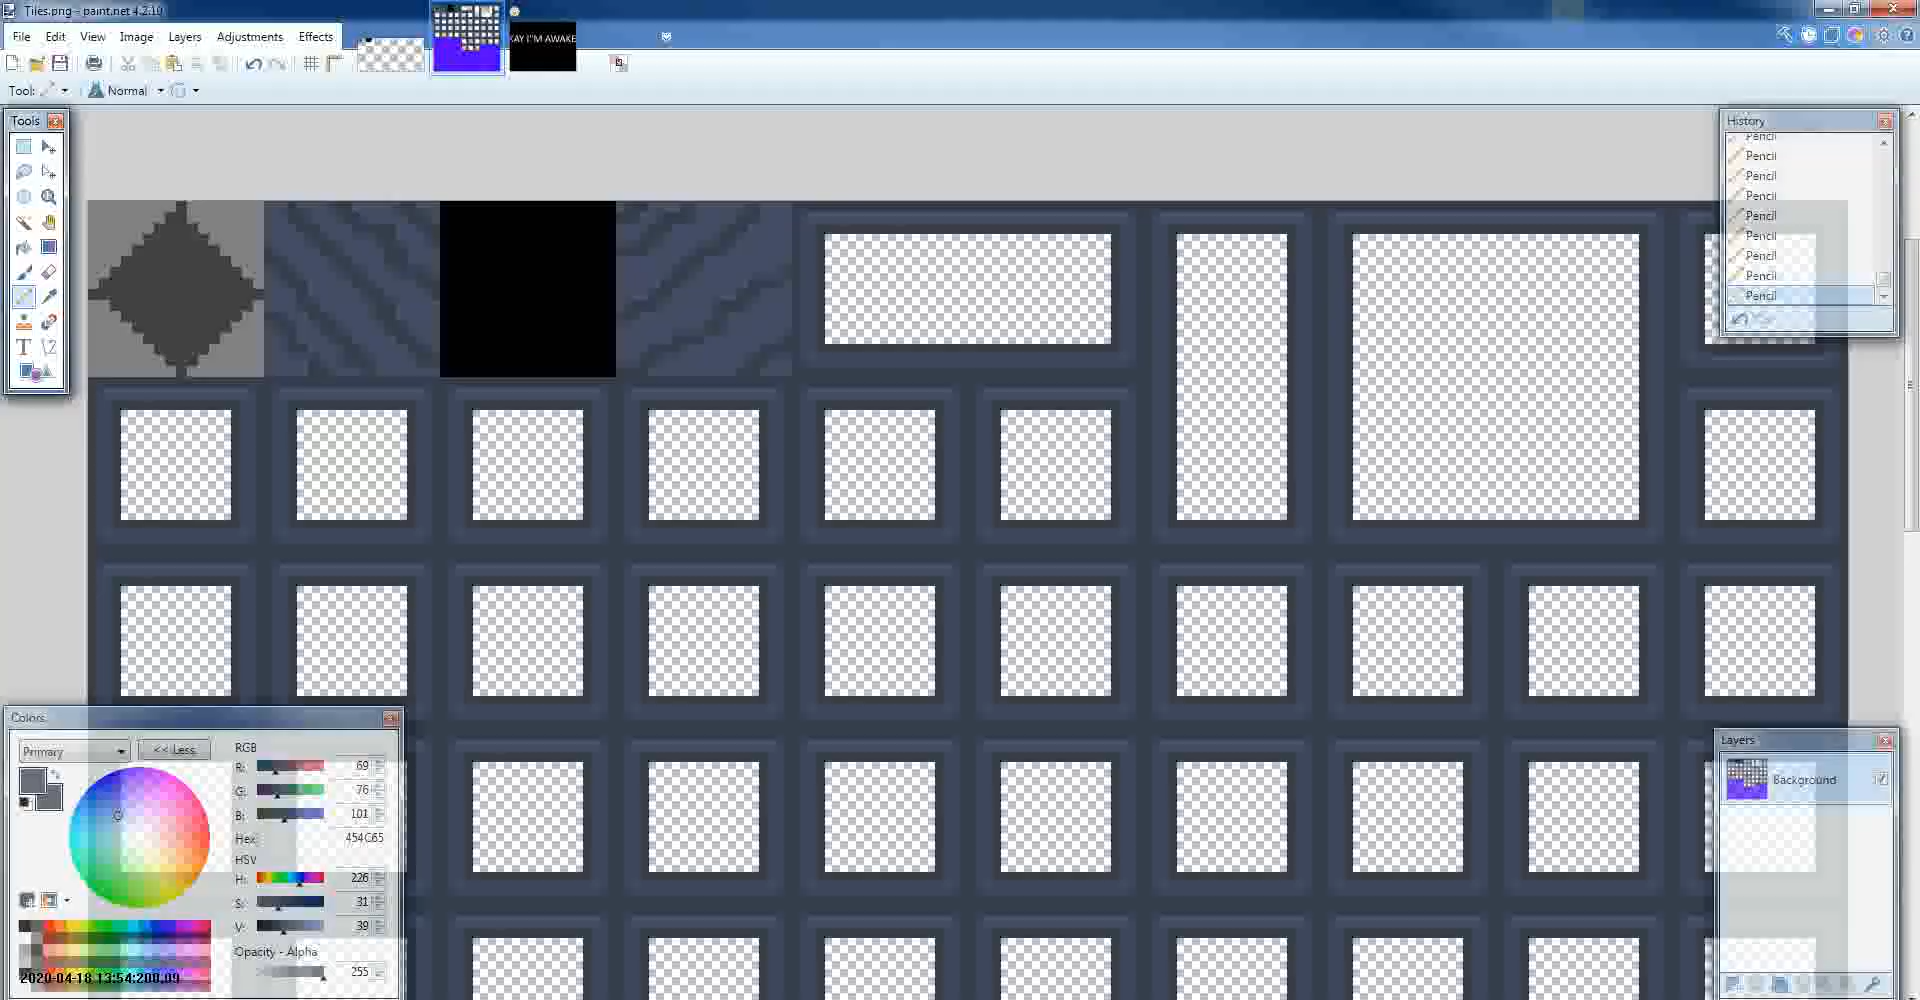 Tiles.png - paint.net 4.2.10
File Edit View Image Layers Adjustments Effects
KAY I"M AWAKE
Tool: Normal
Tools
History
Pencil
Pencil
Pencil
Pencil
Pencil
Pencil
Pencil
Pencil
Pencil
Colors
Primary
<< Less
RGB
R: 69
G: 76
B: 101
Hex: 454C65
HSV
H: 226
S: 31
V: 39
Opacity - Alpha
255
2020-04-18 13:54:200.09
Layers
Background